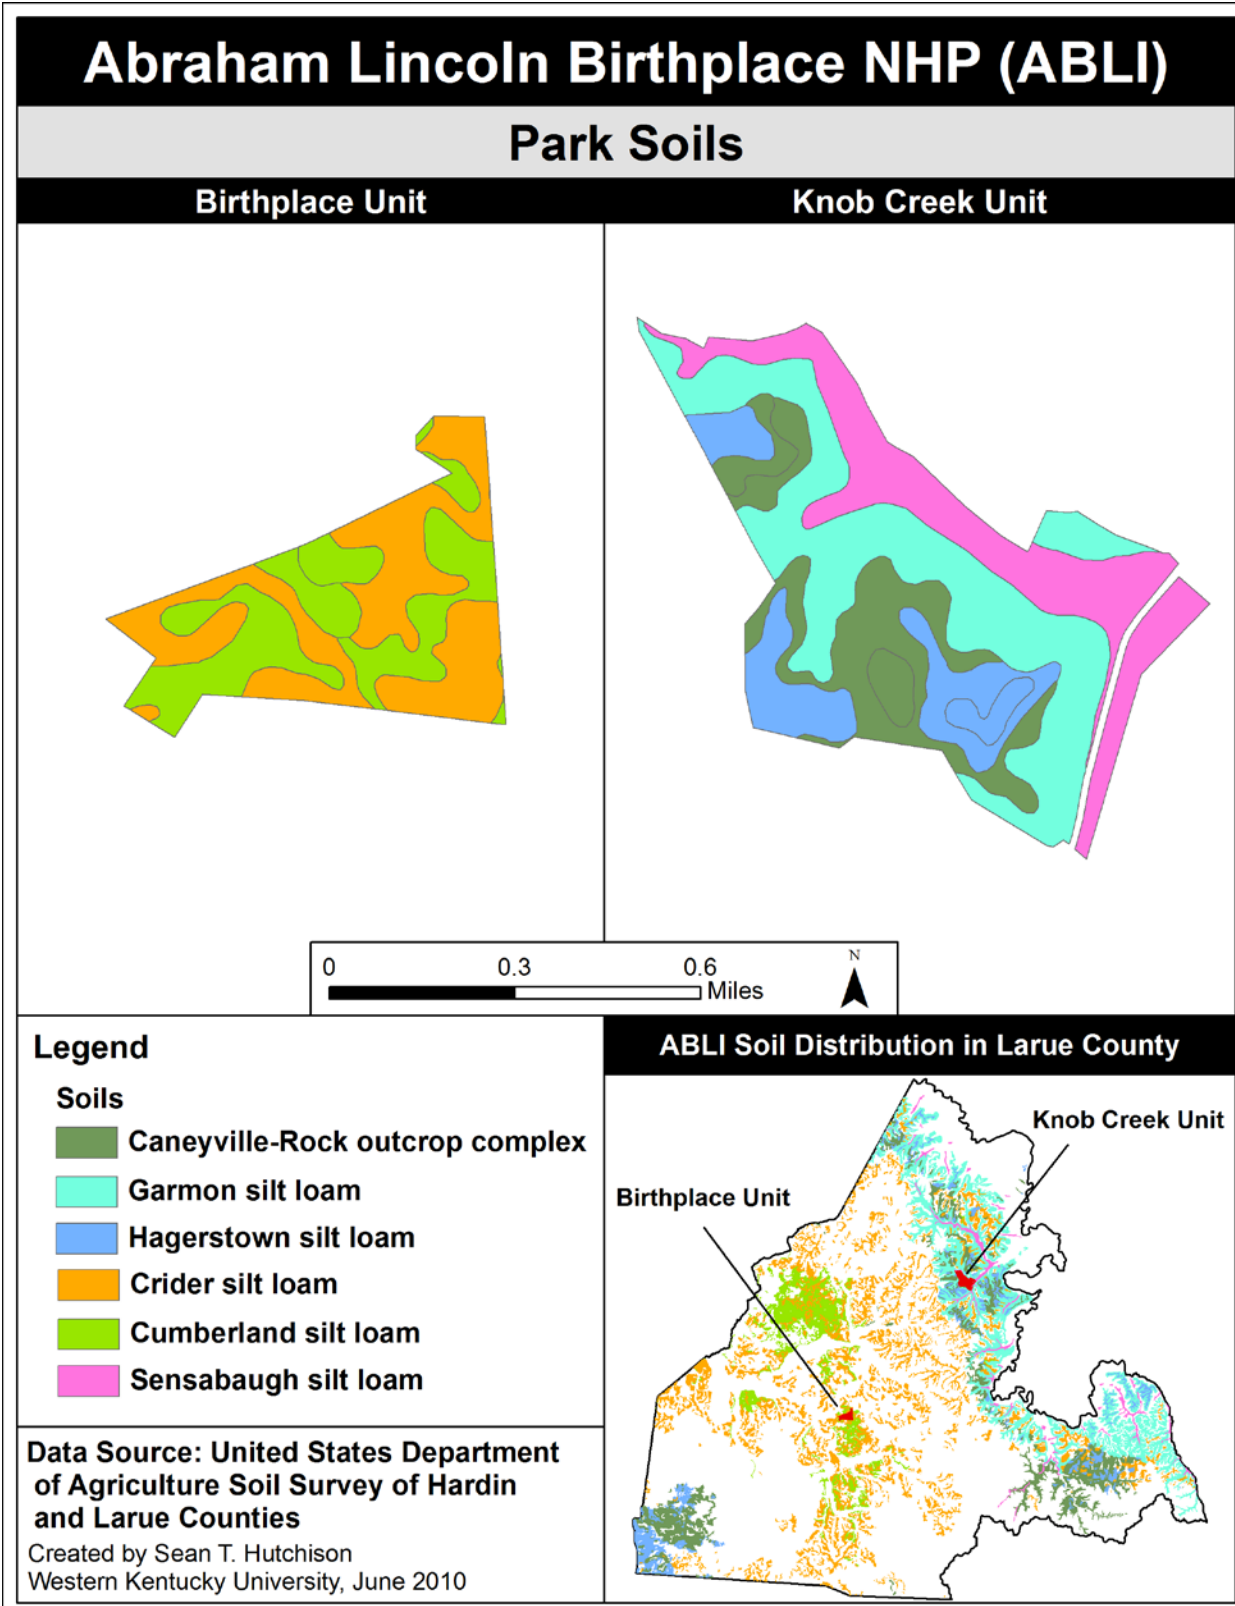 Abraham Lincoln Birthplace NHP (ABLI)
Park Soils
Birthplace Unit
Knob Creek Unit
0 0.3 0.6
Miles
N
Legend
Soils
Caneyville-Rock outcrop complex
Garmon silt loam
Hagerstown silt loam
Crider silt loam
Cumberland silt loam
Sensabaugh silt loam
Data Source: United States Department
of Agriculture Soil Survey of Hardin
and Larue Counties
Created by Sean T. Hutchison
Western Kentucky University, June 2010
ABLI Soil Distribution in Larue County
Knob Creek Unit
Birthplace Unit